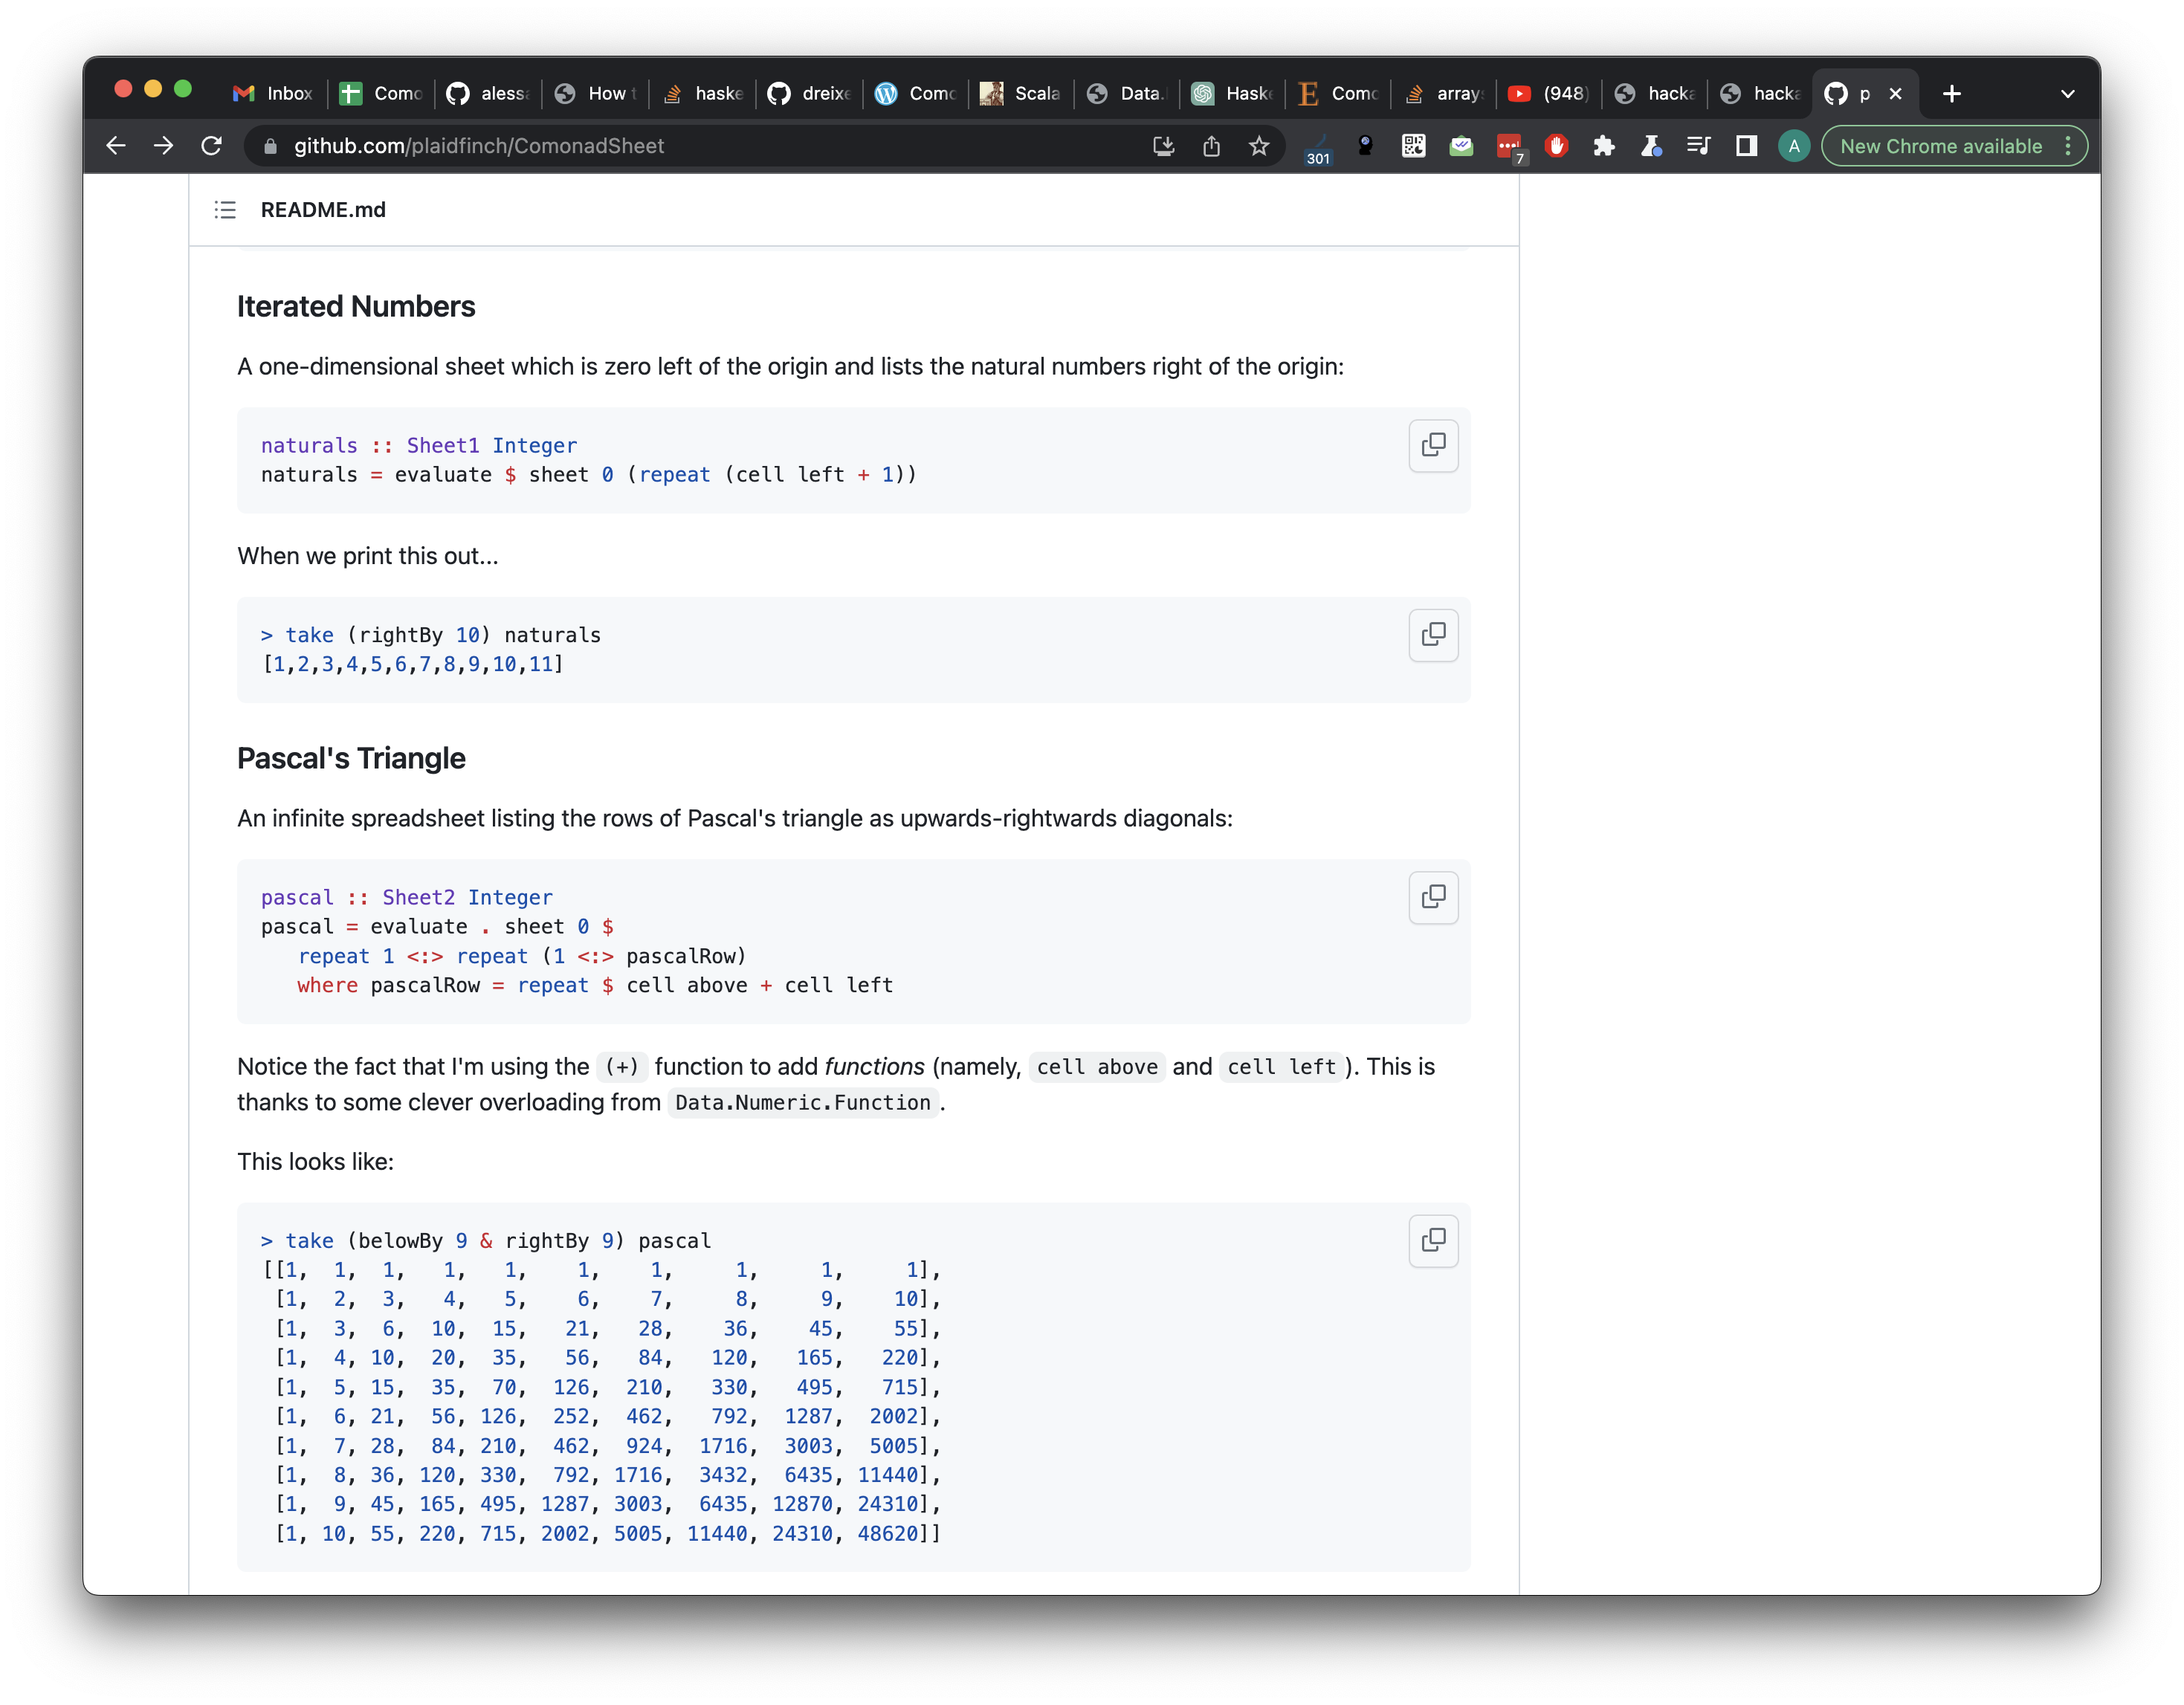 Inbox
Como
aless
How t
haske
dreixe
Como
Scala
Data.
Haske
Como
arrays
(948)
hacka
hacka
p
github.com/plaidfinch/ComonadSheet
301
7
A
New Chrome available
README.md
Iterated Numbers
A one-dimensional sheet which is zero left of the origin and lists the natural numbers right of the origin:
naturals :: Sheet1 Integer
naturals = evaluate $ sheet 0 (repeat (cell left + 1))
When we print this out...
> take (rightBy 10) naturals
[1,2,3,4,5,6,7,8,9,10,11]
Pascal's Triangle
An infinite spreadsheet listing the rows of Pascal's triangle as upwards-rightwards diagonals:
pascal :: Sheet2 Integer
pascal = evaluate . sheet 0 $
   repeat 1 <:> repeat (1 <:> pascalRow)
   where pascalRow = repeat $ cell above + cell left
Notice the fact that I'm using the (+) function to add functions (namely, cell above and cell left). This is
thanks to some clever overloading from Data.Numeric.Function.
This looks like:
> take (belowBy 9 & rightBy 9) pascal
[[1,  1,  1,   1,   1,    1,    1,     1,     1,     1],
 [1,  2,  3,   4,   5,    6,    7,     8,     9,    10],
 [1,  3,  6,  10,  15,   21,   28,    36,    45,    55],
 [1,  4, 10,  20,  35,   56,   84,   120,   165,   220],
 [1,  5, 15,  35,  70,  126,  210,   330,   495,   715],
 [1,  6, 21,  56, 126,  252,  462,   792,  1287,  2002],
 [1,  7, 28,  84, 210,  462,  924,  1716,  3003,  5005],
 [1,  8, 36, 120, 330,  792, 1716,  3432,  6435, 11440],
 [1,  9, 45, 165, 495, 1287, 3003,  6435, 12870, 24310],
 [1, 10, 55, 220, 715, 2002, 5005, 11440, 24310, 48620]]